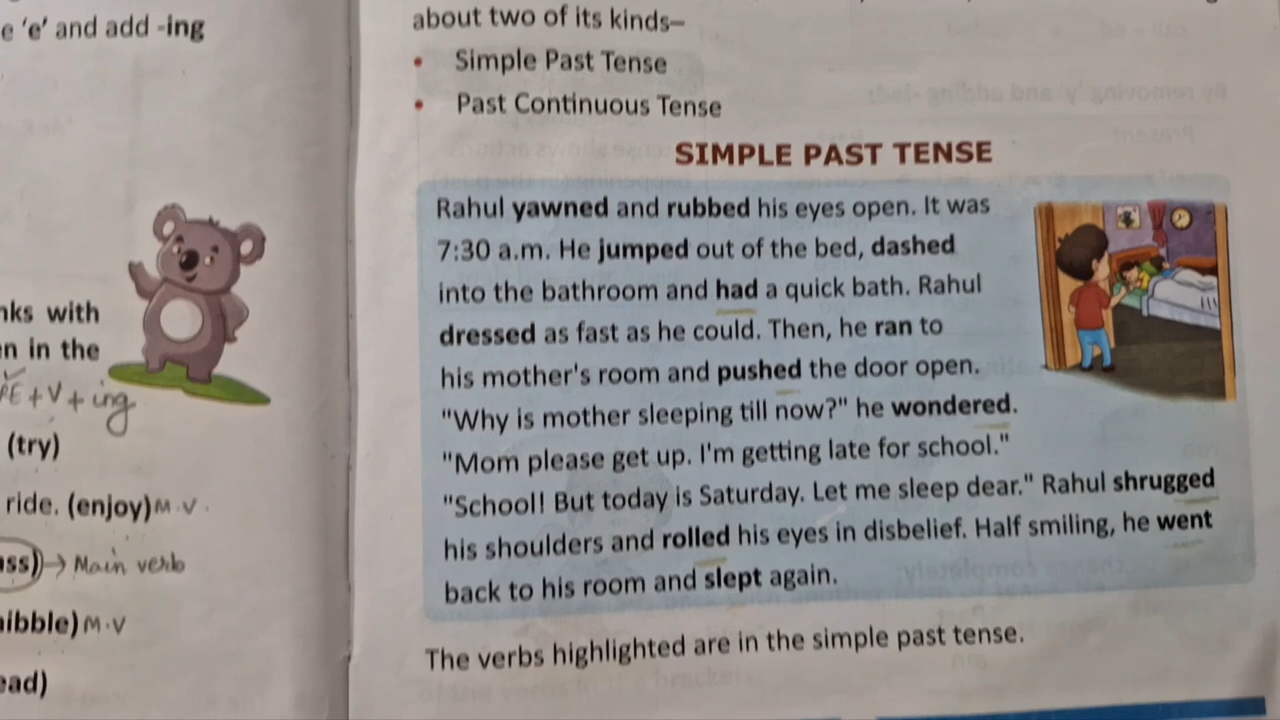 e 'e' and add -ing
nks with
n in the
E + V + ing
(try)
ride. (enjoy) M.V.
ass)) → Main verb
ibble) M.V
ead)
about two of its kinds–
• Simple Past Tense
• Past Continuous Tense
SIMPLE PAST TENSE
Rahul yawned and rubbed his eyes open. It was
7:30 a.m. He jumped out of the bed, dashed
into the bathroom and had a quick bath. Rahul
dressed as fast as he could. Then, he ran to
his mother's room and pushed the door open.
"Why is mother sleeping till now?" he wondered.
"Mom please get up. I'm getting late for school."
"School! But today is Saturday. Let me sleep dear." Rahul shrugged
his shoulders and rolled his eyes in disbelief. Half smiling, he went
back to his room and slept again.
The verbs highlighted are in the simple past tense.